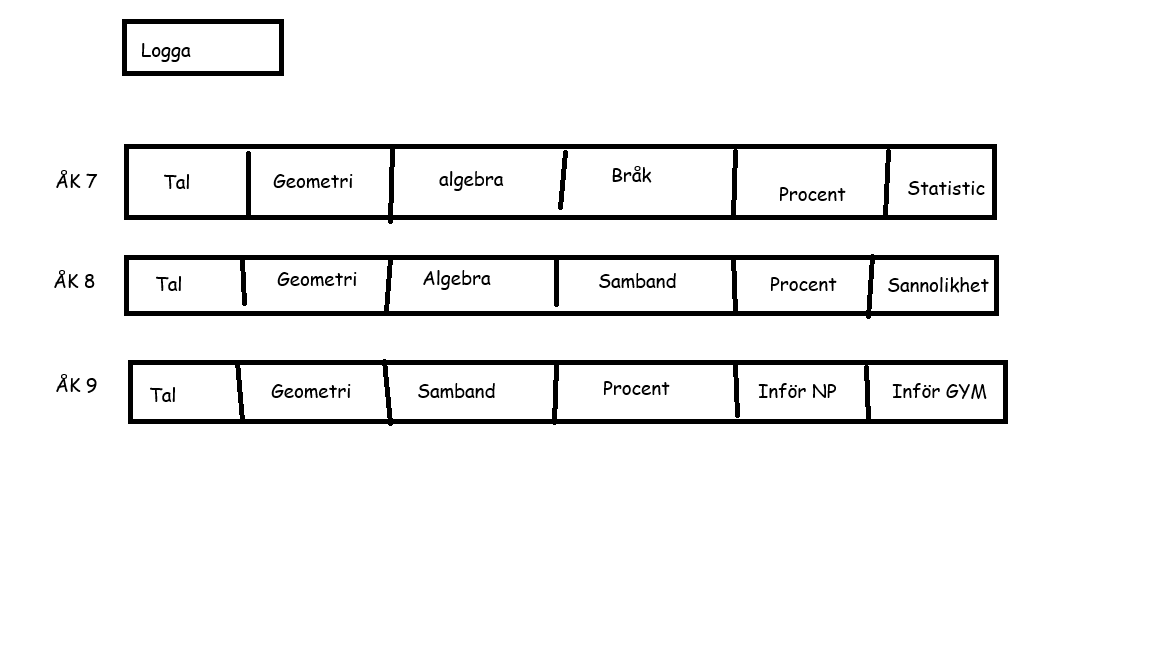 Logga
ÅK 7 Tal Geometri algebra Bråk Procent Statistic
ÅK 8 Tal Geometri Algebra Samband Procent Sannolikhet
ÅK 9 Tal Geometri Samband Procent Inför NP Inför GYM